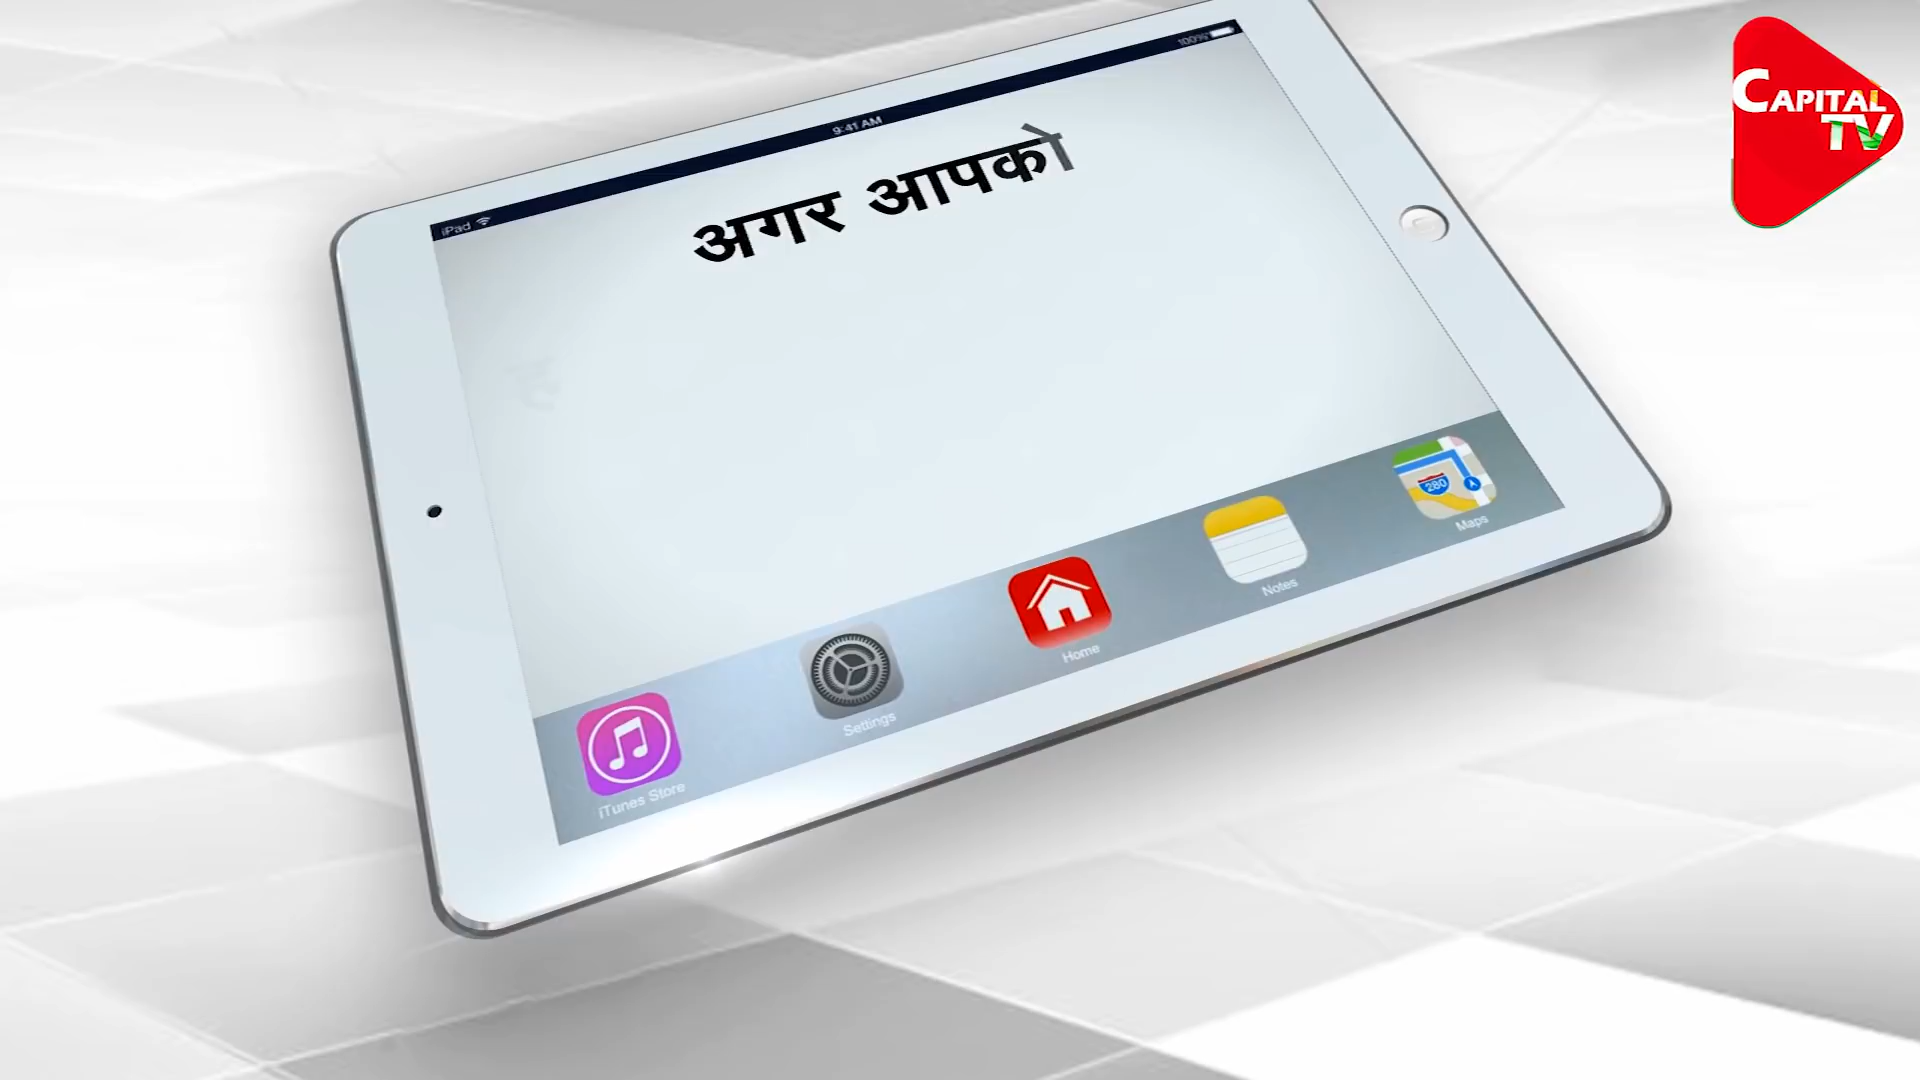 CAPITAL
TV
iPad
9:41 AM
100%
अगर आपको
280
iTunes Store
Settings
Home
Notes
Maps